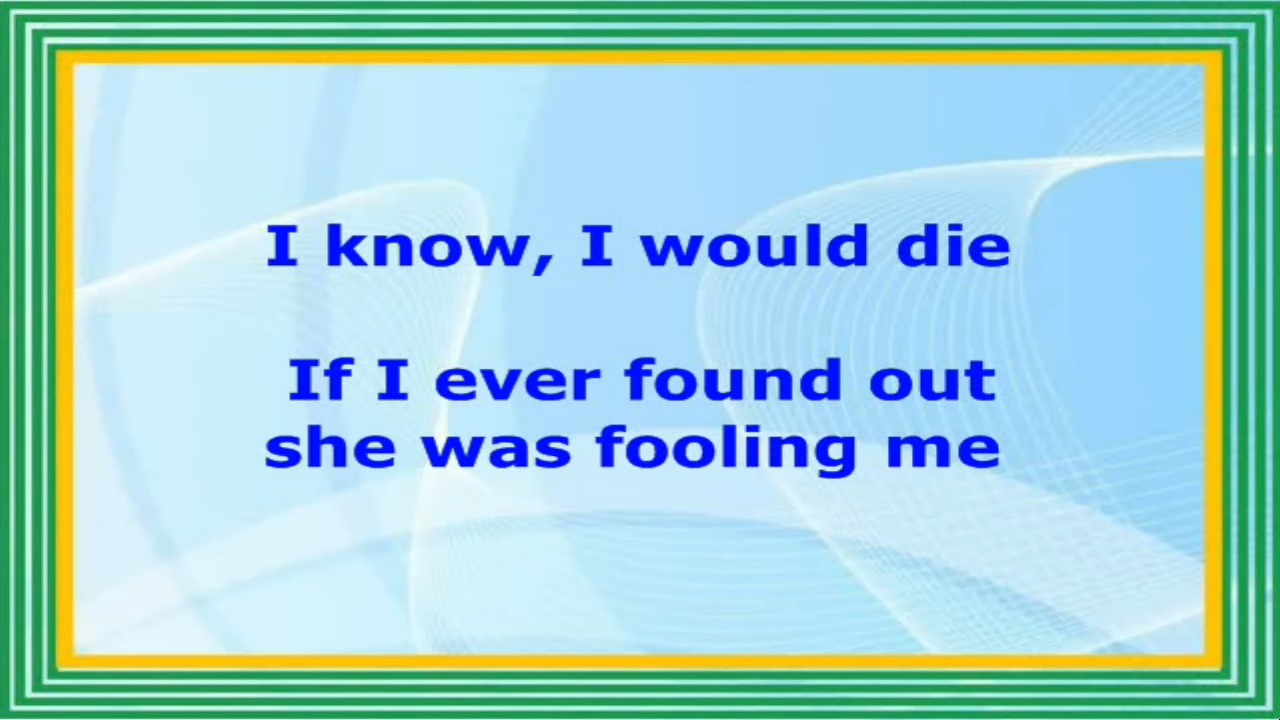 I know, I would die
If I ever found out
she was fooling me